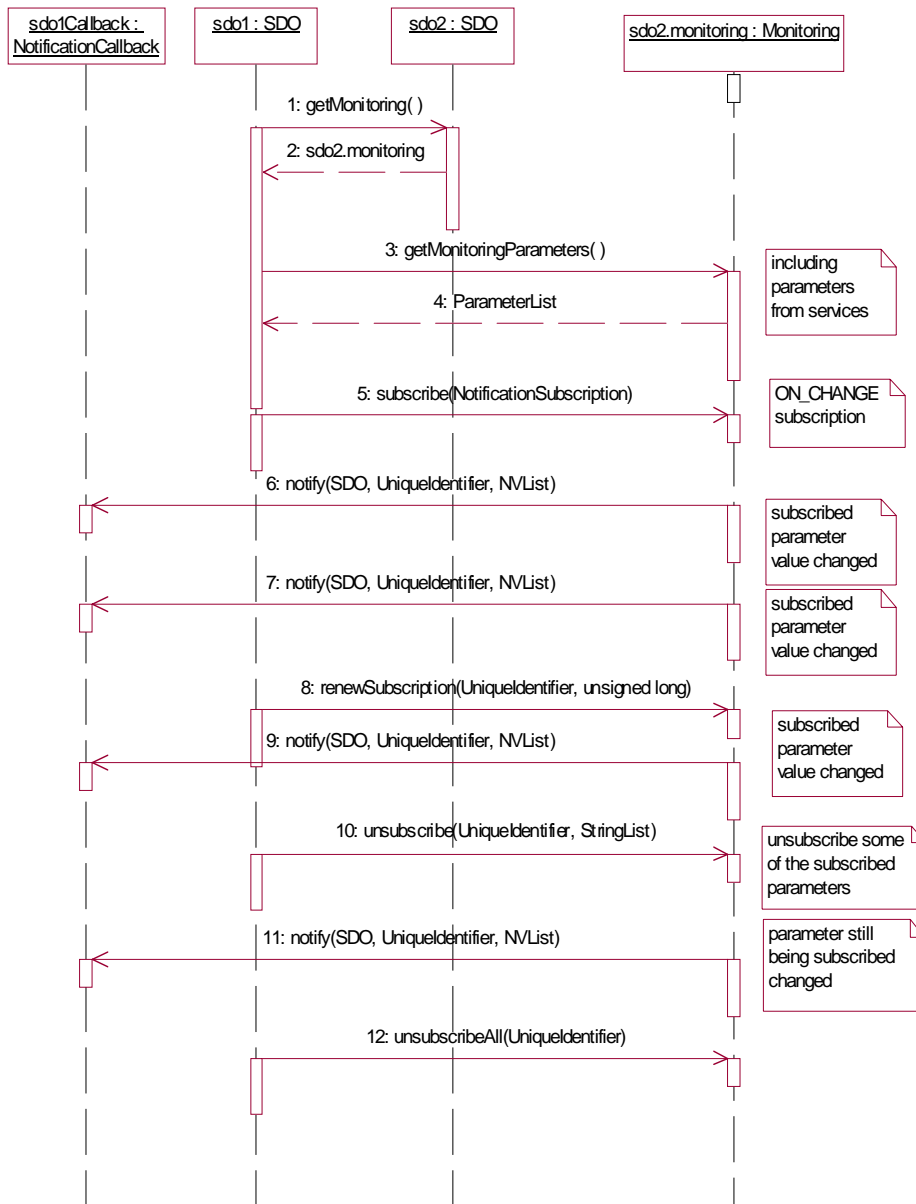 sdo1Callback :
NotificationCallback
sdo1 : SDO
sdo2 : SDO
sdo2.monitoring : Monitoring
1: getMonitoring( )
2: sdo2.monitoring
3: getMonitoringParameters( )
including
parameters
from services
4: ParameterList
5: subscribe(NotificationSubscription)
ON_CHANGE
subscription
6: notify(SDO, UniqueIdentifier, NVList)
subscribed
parameter
value changed
7: notify(SDO, UniqueIdentifier, NVList)
subscribed
parameter
value changed
8: renewSubscription(UniqueIdentifier, unsigned long)
subscribed
parameter
value changed
9: notify(SDO, UniqueIdentifier, NVList)
10: unsubscribe(UniqueIdentifier, StringList)
unsubscribe some
of the subscribed
parameters
11: notify(SDO, UniqueIdentifier, NVList)
parameter still
being subscribed
changed
12: unsubscribeAll(UniqueIdentifier)